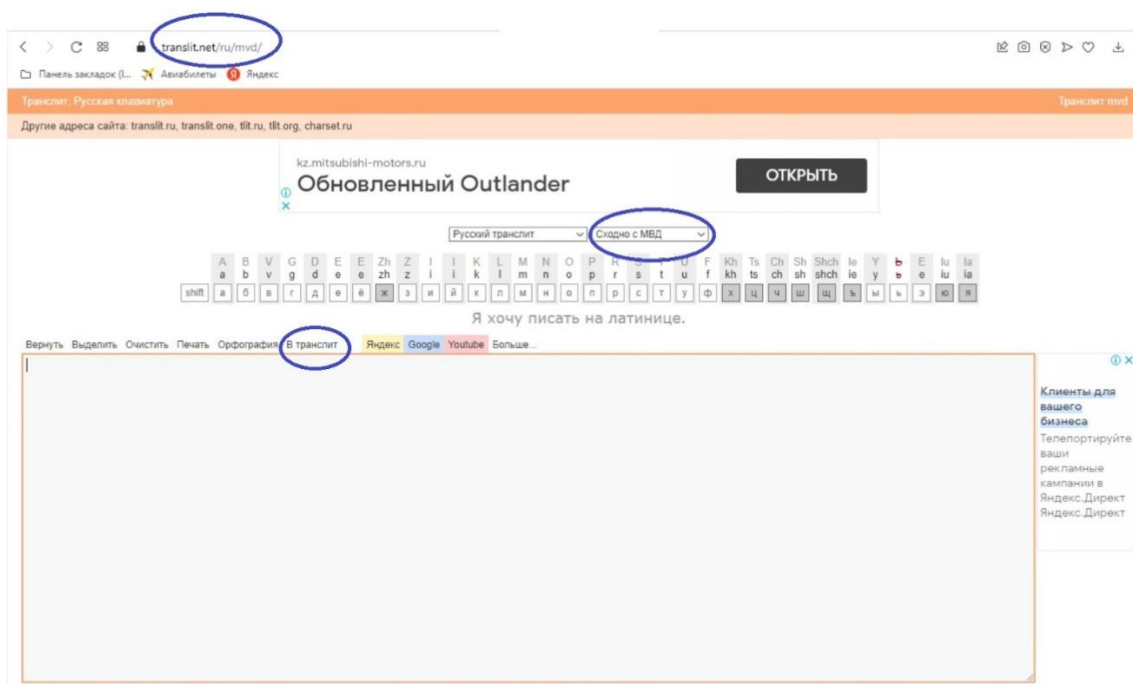 translit.net/ru/mvd/
Панель закладок (I... Авиабилеты Я Яндекс
Транслит, Русская клавиатура Транслит mvd
Другие адреса сайта: translit.ru, translit.one, tlit.ru, tlit.org, charset.ru
kz.mitsubishi-motors.ru
Обновленный Outlander
ОТКРЫТЬ
Русский транслит Сходно с МВД
A B V G D E E Zh Z I I K L M N O P R S T U F Kh Ts Ch Sh Shch Ie Y Ь E Iu Ia
a b v g d e e zh z i i k l m n o p r s t u f kh ts ch sh shch ie y ь e iu ia
shift а б в г д е ё ж з и й к л м н о п р с т у ф х ц ч ш щ ъ ы ь э ю я
Я хочу писать на латинице.
Вернуть Выделить Очистить Печать Орфография В транслит Яндекс Google Youtube Больше...
Клиенты для
вашего
бизнеса
Телепортируйте
ваши
рекламные
кампании в
Яндекс.Директ
Яндекс.Директ